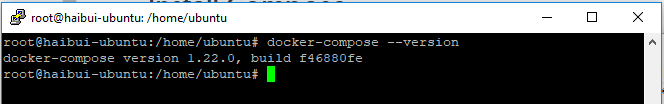 root@haibui-ubuntu: /home/ubuntu
root@haibui-ubuntu:/home/ubuntu# docker-compose --version
docker-compose version 1.22.0, build f46880fe
root@haibui-ubuntu:/home/ubuntu#